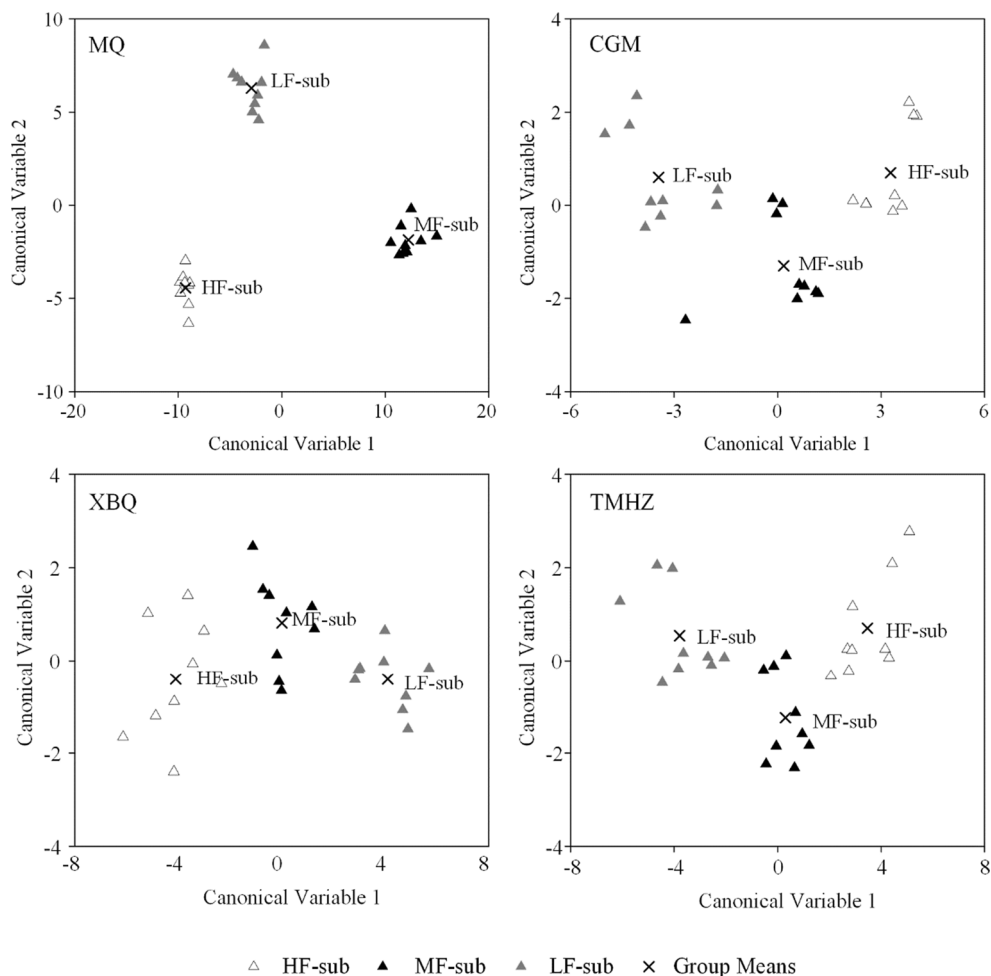 MQ
10
5
0
-5
-10
-20
-10
0
10
20
Canonical Variable 2
Canonical Variable 1
LF-sub
MF-sub
HF-sub
CGM
4
2
0
-2
-4
-6
-3
0
3
6
Canonical Variable 2
Canonical Variable 1
LF-sub
HF-sub
MF-sub
XBQ
4
2
0
-2
-4
-8
-4
0
4
8
Canonical Variable 2
Canonical Variable 1
MF-sub
HF-sub
LF-sub
TMHZ
4
2
0
-2
-4
-8
-4
0
4
8
Canonical Variable 2
Canonical Variable 1
LF-sub
HF-sub
MF-sub
HF-sub MF-sub LF-sub Group Means